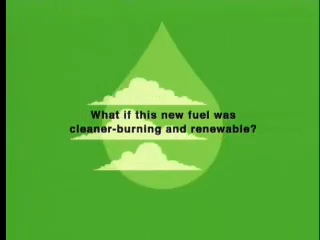 What if this new fuel was
cleaner-burning and renewable?